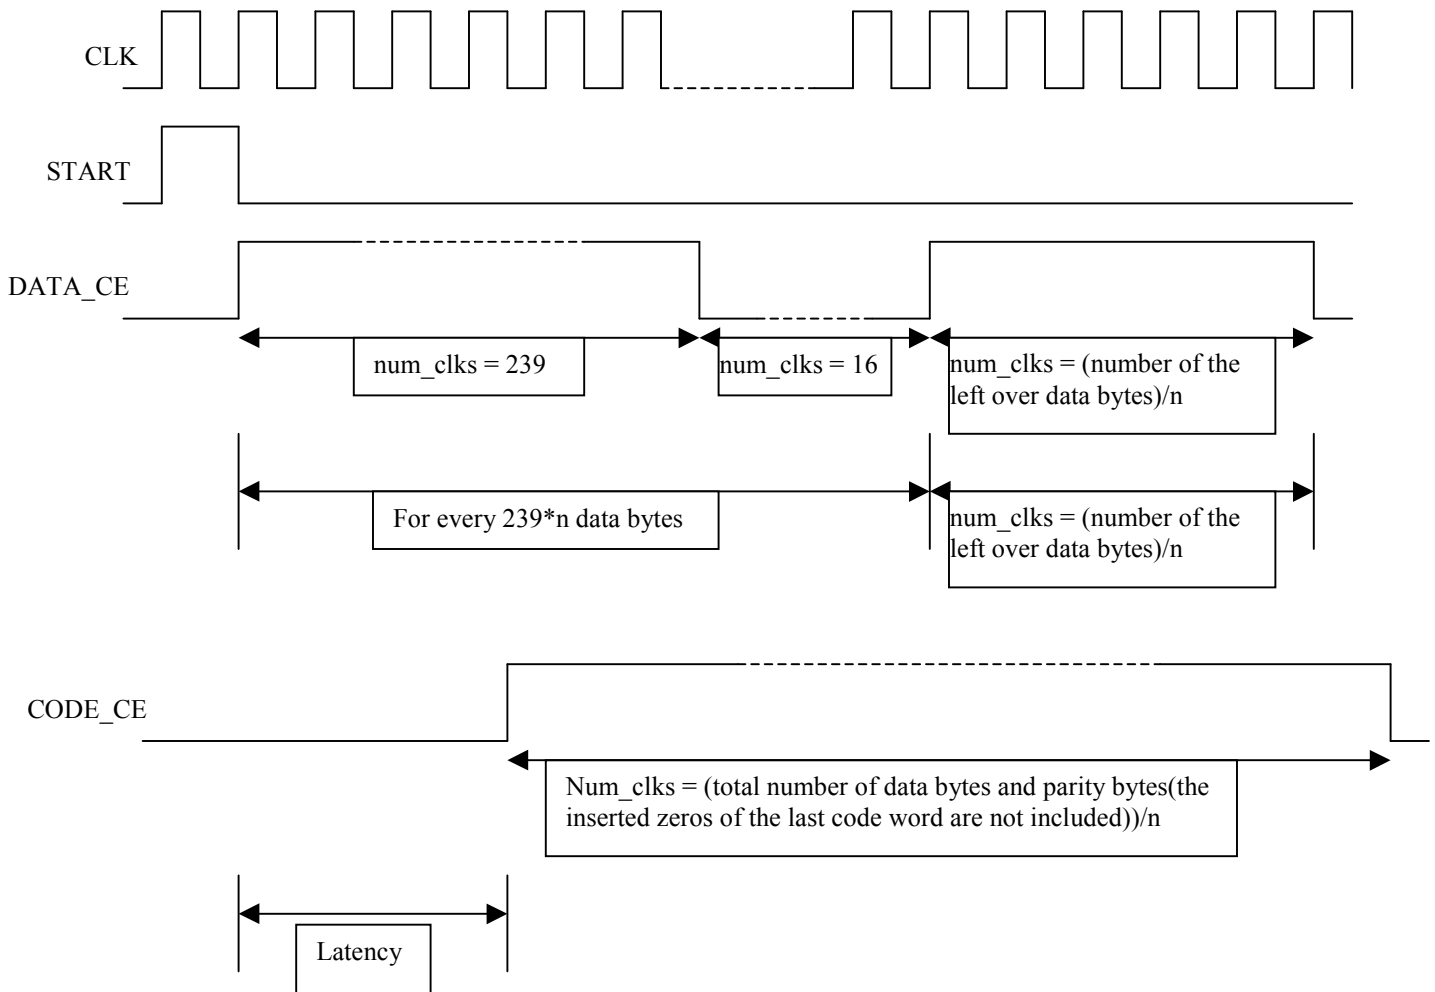 CLK
START
DATA_CE
num_clks = 239
num_clks = 16
num_clks = (number of the
left over data bytes)/n
For every 239*n data bytes
num_clks = (number of the
left over data bytes)/n
CODE_CE
Num_clks = (total number of data bytes and parity bytes(the
inserted zeros of the last code word are not included))/n
Latency